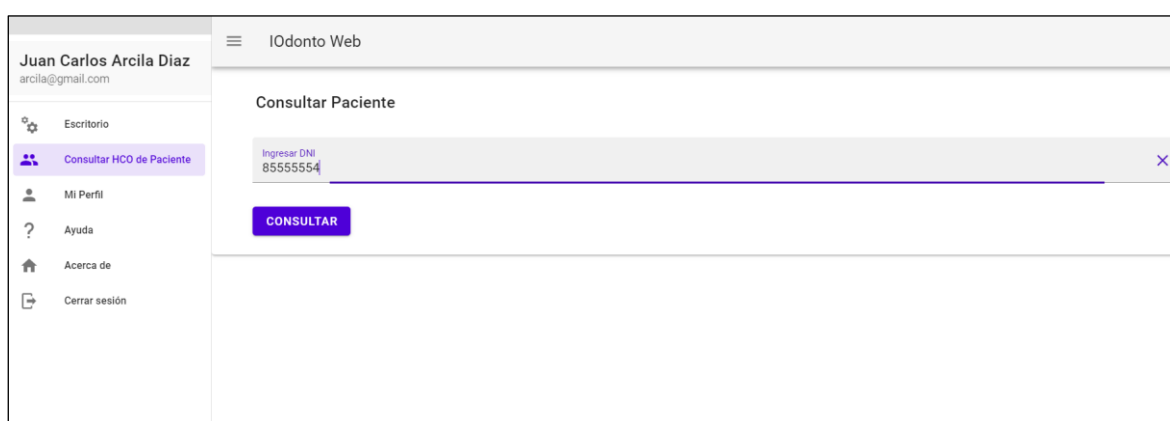 Juan Carlos Arcila Diaz
arcila@gmail.com
Escritorio
Consultar HCO de Paciente
Mi Perfil
Ayuda
Acerca de
Cerrar sesión
IOdonto Web
Consultar Paciente
Ingresar DNI
85555554
CONSULTAR